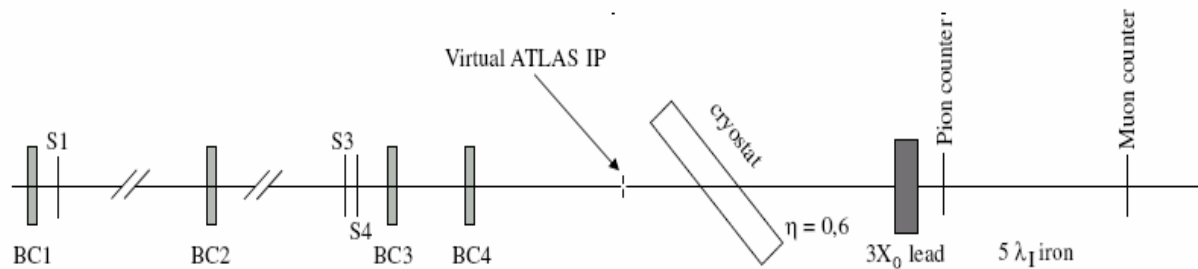 Virtual ATLAS IP
cryostat
Pion counter
Muon counter
S1
S3
S4
BC1
BC2
BC3
BC4
η = 0,6
3X₀ lead
5 λ_I iron